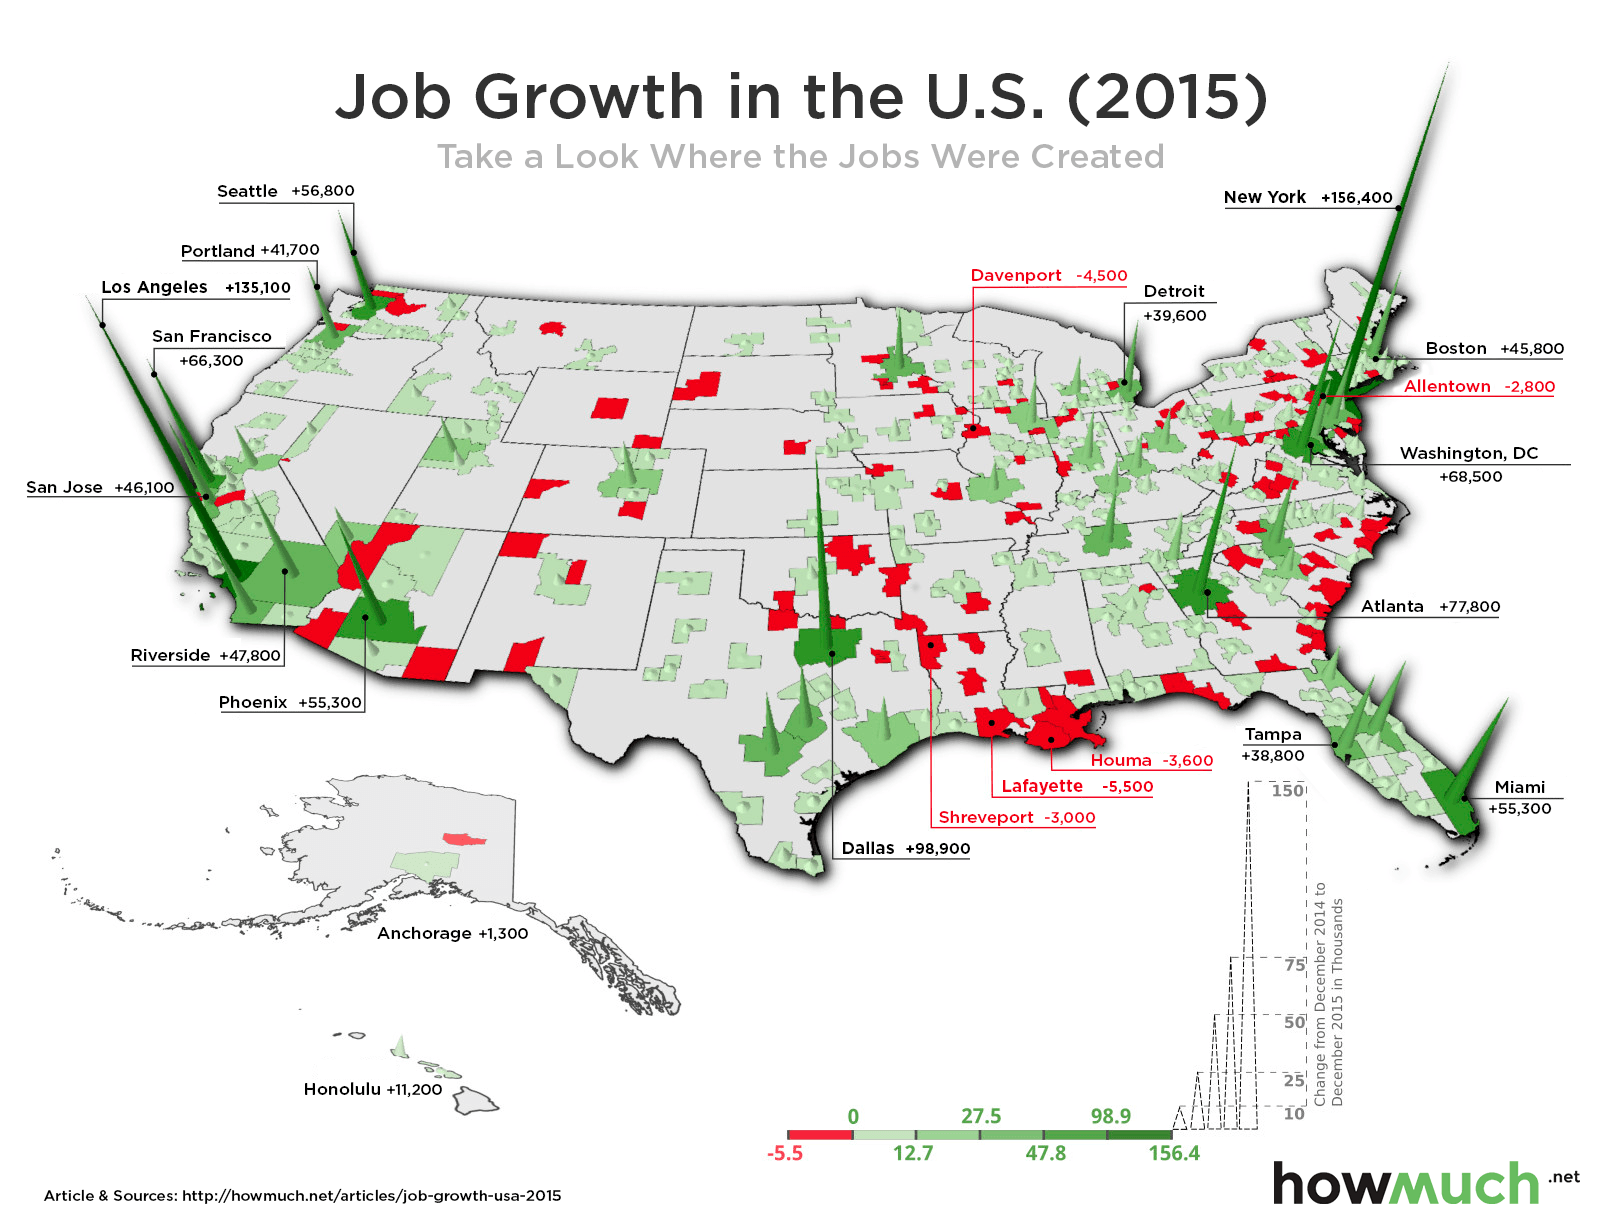 Job Growth in the U.S. (2015)
Take a Look Where the Jobs Were Created
Seattle +56,800
New York +156,400
Portland +41,700
Davenport -4,500
Los Angeles +135,100
Detroit
+39,600
San Francisco
+66,300
Boston +45,800
Allentown -2,800
Washington, DC
+68,500
San Jose +46,100
Atlanta +77,800
Riverside +47,800
Phoenix +55,300
Tampa
+38,800
Houma -3,600
Lafayette -5,500
Miami
+55,300
Shreveport -3,000
Dallas +98,900
150
75
50
25
10
Change from December 2014 to
December 2015 in Thousands
Anchorage +1,300
Honolulu +11,200
0 27.5 98.9
-5.5 12.7 47.8 156.4
howmuch.net
Article & Sources: http://howmuch.net/articles/job-growth-usa-2015